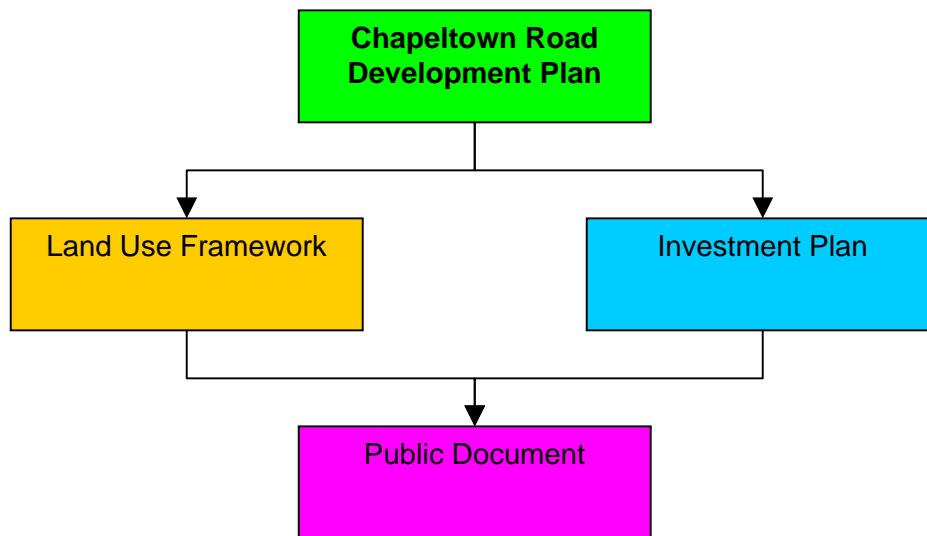 Chapeltown Road
Development Plan
Land Use Framework
Investment Plan
Public Document